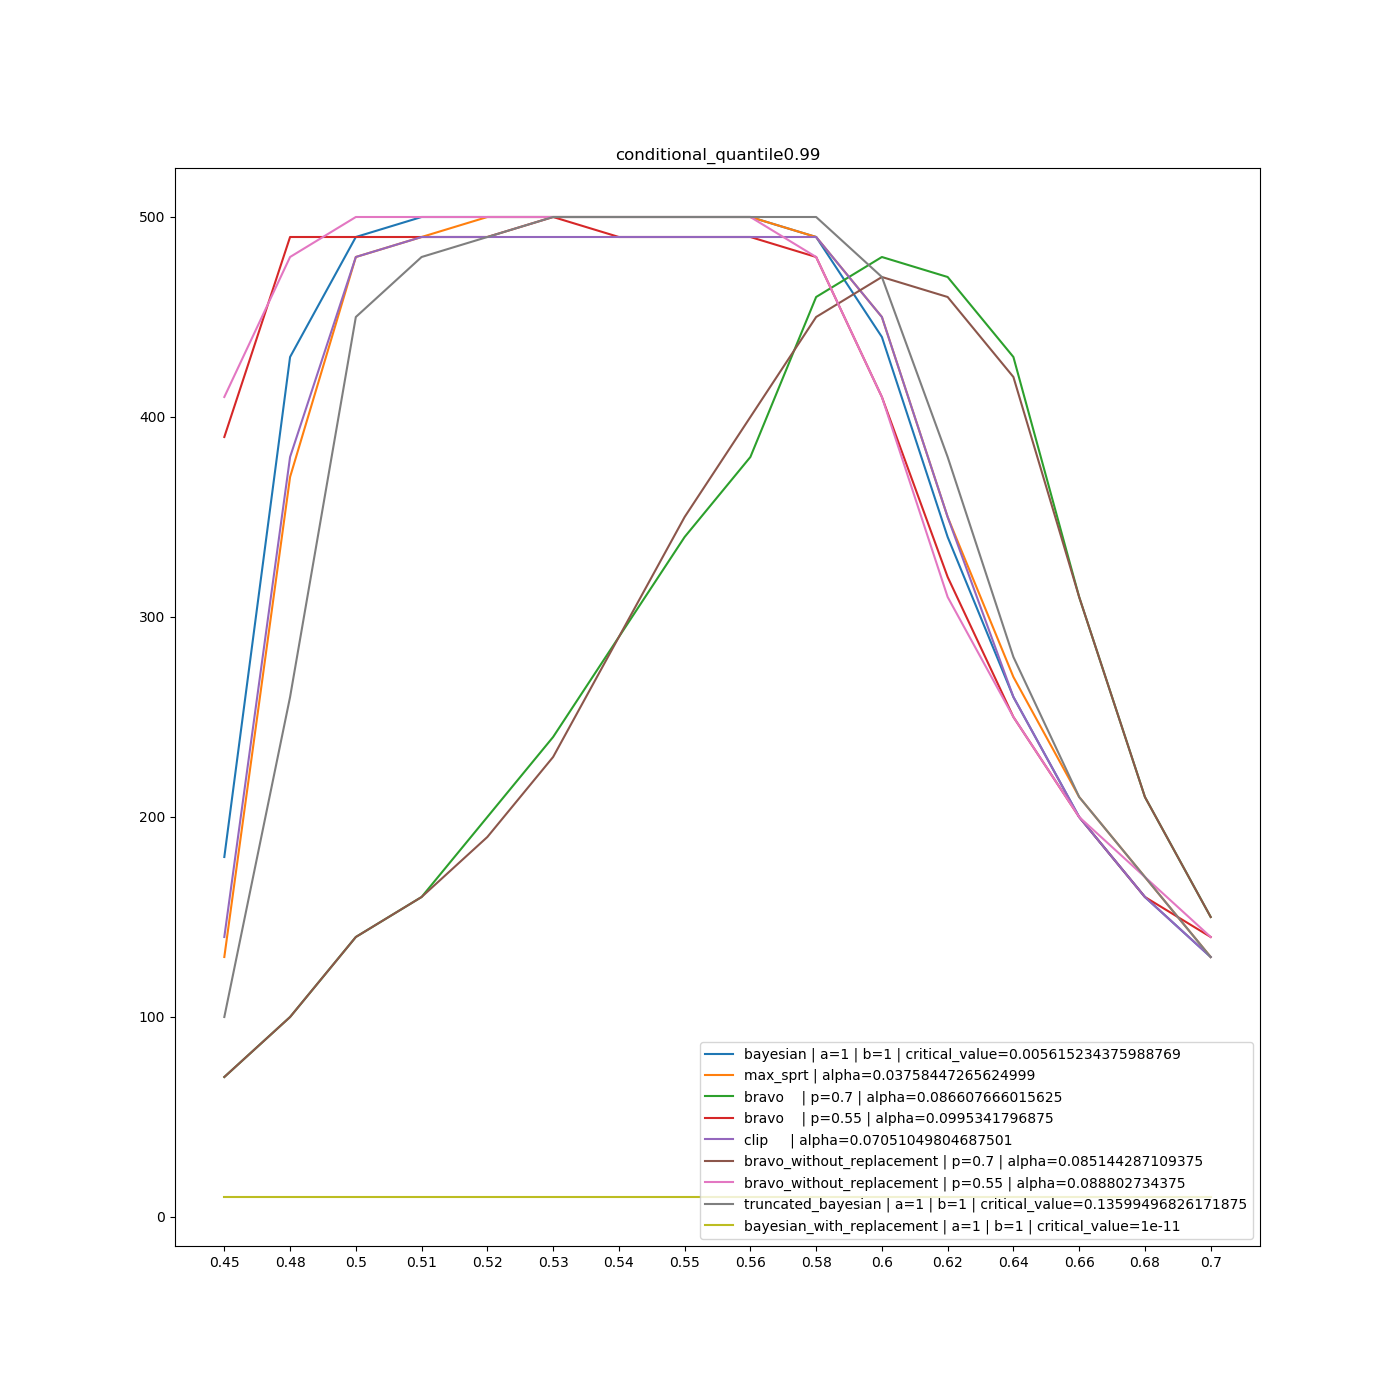 conditional_quantile0.99
500
400
300
200
100
0
bayesian | a=1 | b=1 | critical_value=0.005615234375988769
max_sprt | alpha=0.03758447265624999
bravo | p=0.7 | alpha=0.086607666015625
bravo | p=0.55 | alpha=0.0995341796875
clip | alpha=0.07051049804687501
bravo_without_replacement | p=0.7 | alpha=0.085144287109375
bravo_without_replacement | p=0.55 | alpha=0.088802734375
truncated_bayesian | a=1 | b=1 | critical_value=0.13599496826171875
bayesian_with_replacement | a=1 | b=1 | critical_value=1e-11
0.45 0.48 0.5 0.51 0.52 0.53 0.54 0.55 0.56 0.58 0.6 0.62 0.64 0.66 0.68 0.7